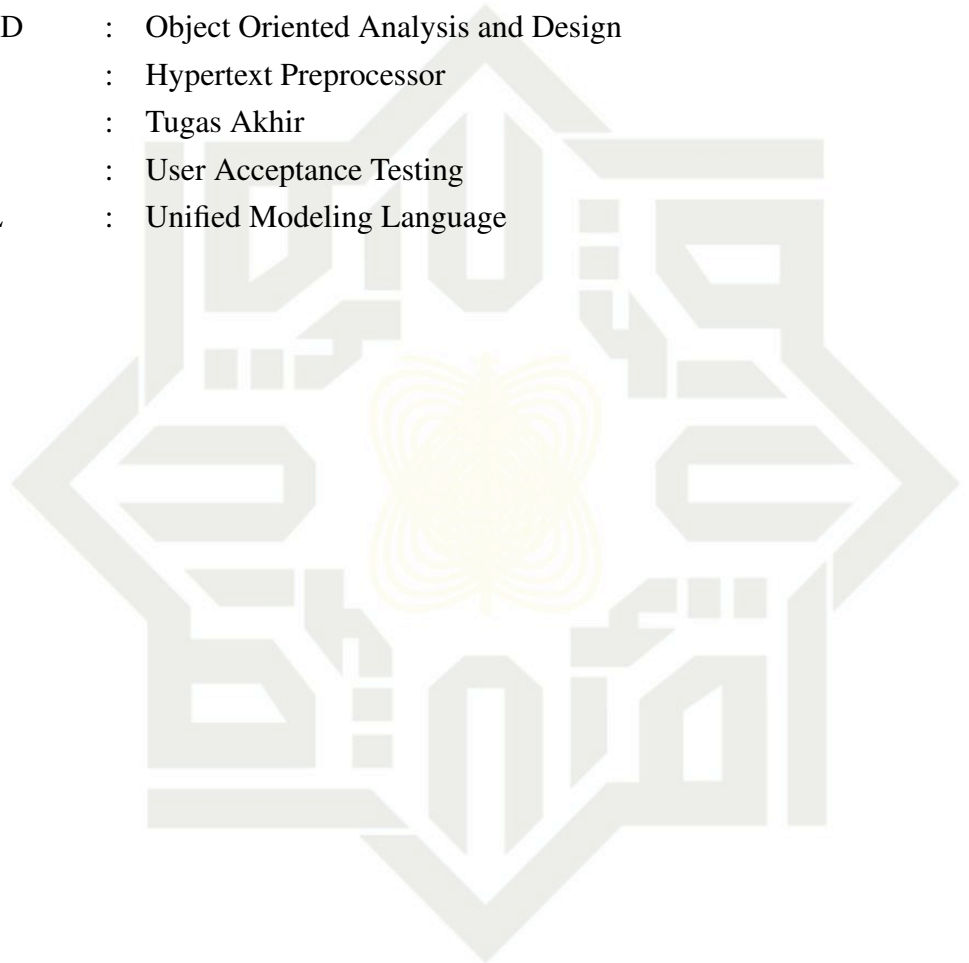 D : Object Oriented Analysis and Design
: Hypertext Preprocessor
: Tugas Akhir
: User Acceptance Testing
: Unified Modeling Language